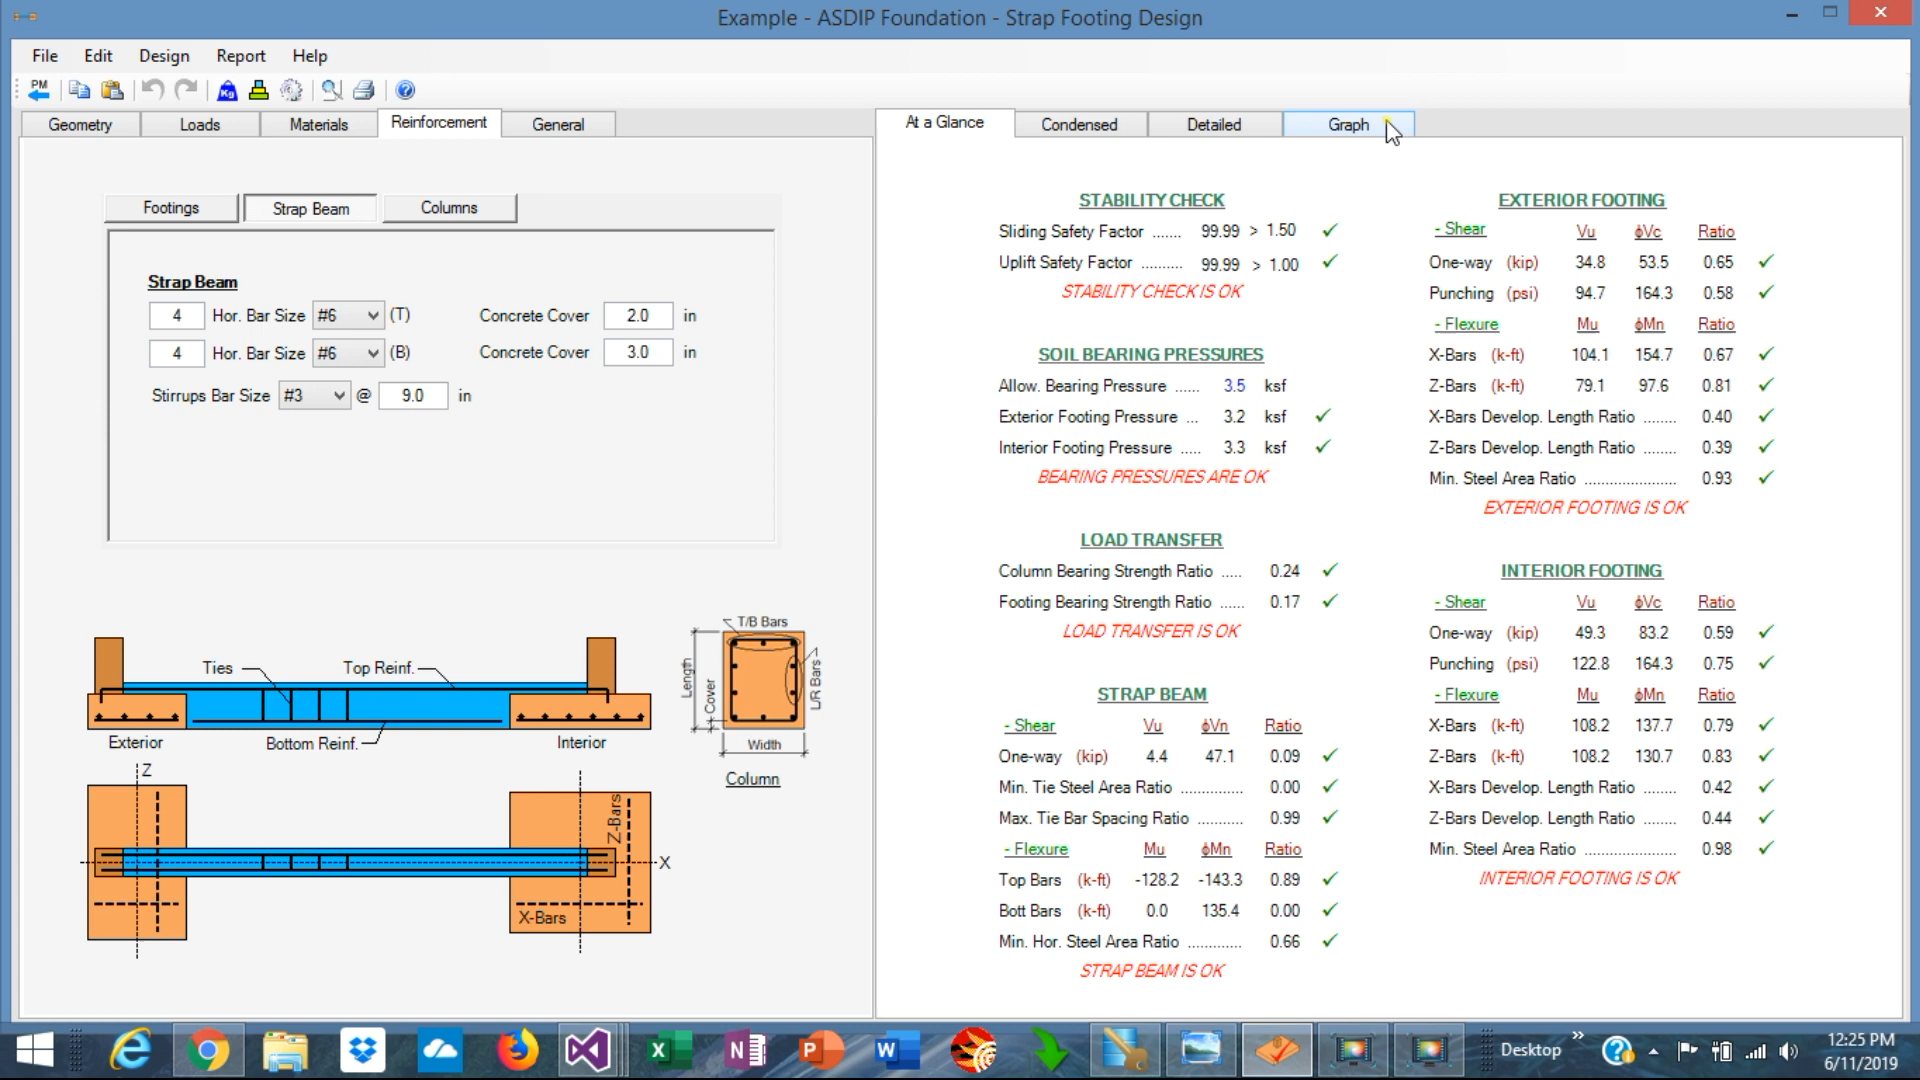 Example - ASDIP Foundation - Strap Footing Design
File Edit Design Report Help
PM
Kg
Geometry Loads Materials Reinforcement General
Footings Strap Beam Columns
Strap Beam
4 Hor. Bar Size #6 (T) Concrete Cover 2.0 in
4 Hor. Bar Size #6 (B) Concrete Cover 3.0 in
Stirrups Bar Size #3 @ 9.0 in
Ties Top Reinf.
Exterior Bottom Reinf. Interior
T/B Bars
Length
Cover
L/R Bars
Width
Column
Z
Z-Bars
X
X-Bars
At a Glance Condensed Detailed Graph
STABILITY CHECK
Sliding Safety Factor ....... 99.99 > 1.50 ✓
Uplift Safety Factor .......... 99.99 > 1.00 ✓
STABILITY CHECK IS OK
SOIL BEARING PRESSURES
Allow. Bearing Pressure ...... 3.5 ksf
Exterior Footing Pressure ... 3.2 ksf ✓
Interior Footing Pressure ..... 3.3 ksf ✓
BEARING PRESSURES ARE OK
LOAD TRANSFER
Column Bearing Strength Ratio ..... 0.24 ✓
Footing Bearing Strength Ratio ...... 0.17 ✓
LOAD TRANSFER IS OK
STRAP BEAM
- Shear Vu ϕVn Ratio
One-way (kip) 4.4 47.1 0.09 ✓
Min. Tie Steel Area Ratio .............. 0.00 ✓
Max. Tie Bar Spacing Ratio ........... 0.99 ✓
- Flexure Mu ϕMn Ratio
Top Bars (k-ft) -128.2 -143.3 0.89 ✓
Bott Bars (k-ft) 0.0 135.4 0.00 ✓
Min. Hor. Steel Area Ratio ............ 0.66 ✓
STRAP BEAM IS OK
EXTERIOR FOOTING
- Shear Vu ϕVc Ratio
One-way (kip) 34.8 53.5 0.65 ✓
Punching (psi) 94.7 164.3 0.58 ✓
- Flexure Mu ϕMn Ratio
X-Bars (k-ft) 104.1 154.7 0.67 ✓
Z-Bars (k-ft) 79.1 97.6 0.81 ✓
X-Bars Develop. Length Ratio ........ 0.40 ✓
Z-Bars Develop. Length Ratio ........ 0.39 ✓
Min. Steel Area Ratio ...................... 0.93 ✓
EXTERIOR FOOTING IS OK
INTERIOR FOOTING
- Shear Vu ϕVc Ratio
One-way (kip) 49.3 83.2 0.59 ✓
Punching (psi) 122.8 164.3 0.75 ✓
- Flexure Mu ϕMn Ratio
X-Bars (k-ft) 108.2 137.7 0.79 ✓
Z-Bars (k-ft) 108.2 130.7 0.83 ✓
X-Bars Develop. Length Ratio ........ 0.42 ✓
Z-Bars Develop. Length Ratio ........ 0.44 ✓
Min. Steel Area Ratio ...................... 0.98 ✓
INTERIOR FOOTING IS OK
Desktop
12:25 PM
6/11/2019